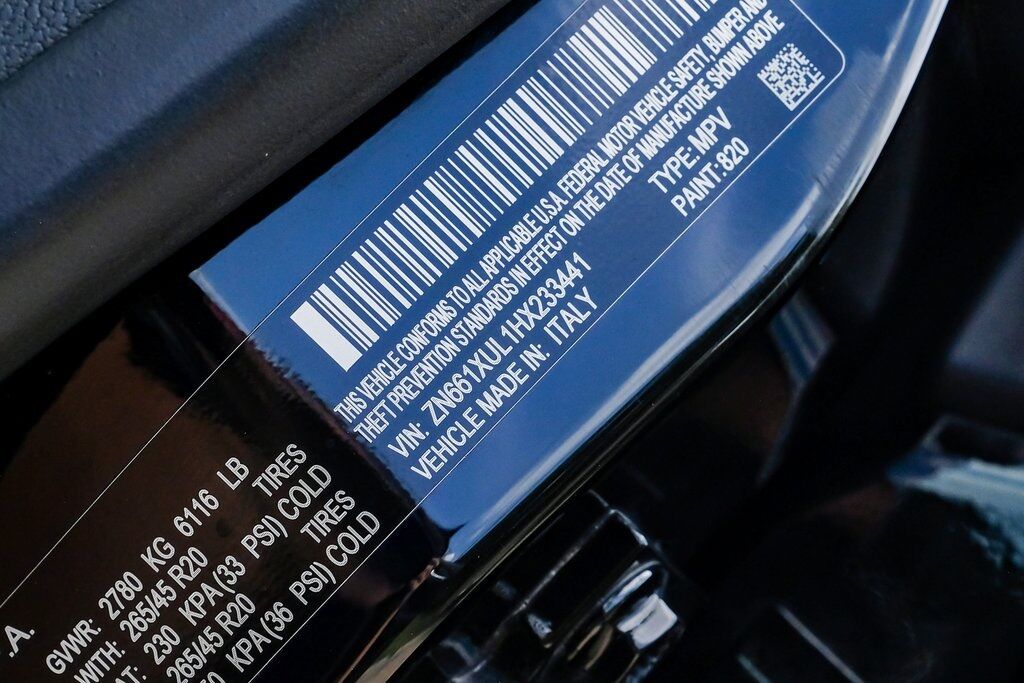 .A.
GVWR: 2780 KG 6116 LB
WITH: 265/45 R20 TIRES
AT: 230 KPA(33 PSI) COLD
265/45 R20 TIRES
0 KPA(36 PSI) COLD
THIS VEHICLE CONFORMS TO ALL APPLICABLE U.S.A. FEDERAL MOTOR VEHICLE SAFETY, BUMPER AND
THEFT PREVENTION STANDARDS IN EFFECT ON THE DATE OF MANUFACTURE SHOWN ABOVE
VIN: ZN661XUL1HX233441 TYPE: MPV
VEHICLE MADE IN: ITALY PAINT: 820